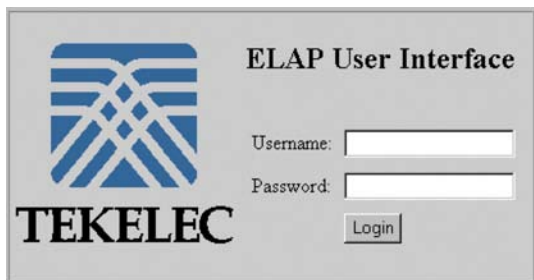 ELAP User Interface
Username:
Password:
TEKELEC
Login